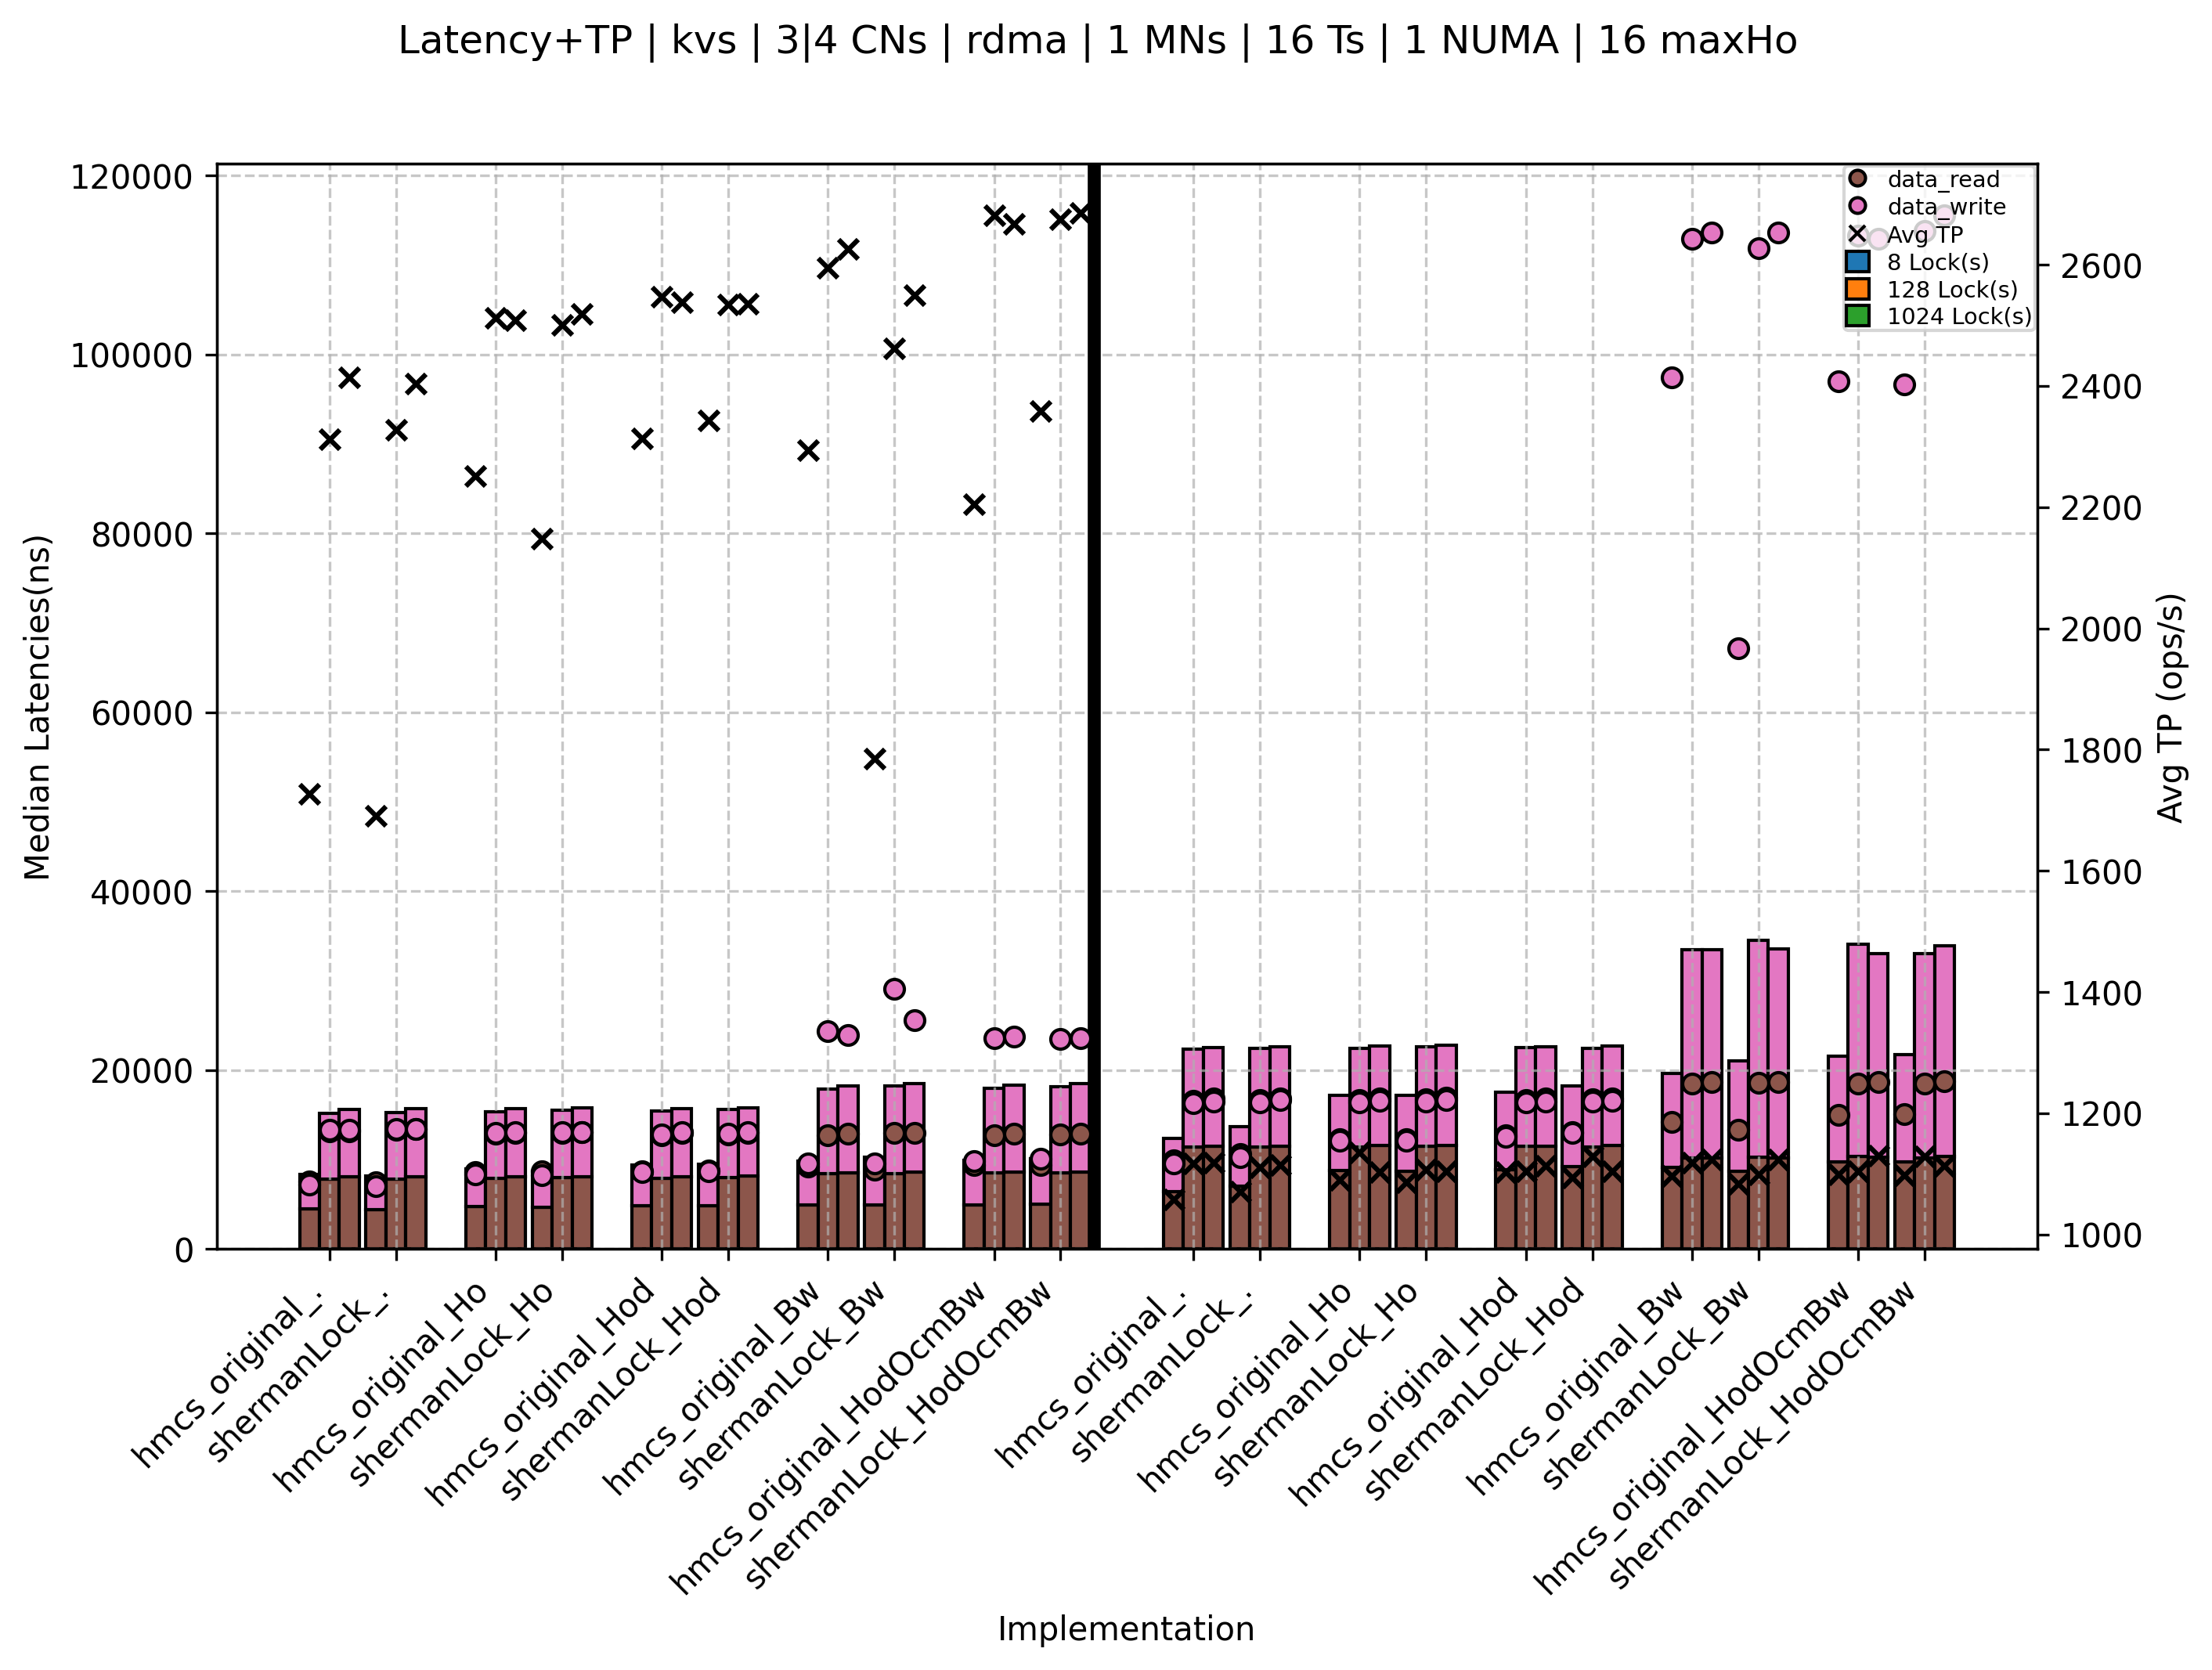 Latency+TP | kvs | 3|4 CNs | rdma | 1 MNs | 16 Ts | 1 NUMA | 16 maxHo
120000
100000
80000
60000
40000
20000
0
Median Latencies(ns)
data_read
data_write
Avg TP
8 Lock(s)
128 Lock(s)
1024 Lock(s)
2600
2400
2200
2000
1800
1600
1400
1200
1000
Avg TP (ops/s)
hmcs_original_.
shermanLock_.
hmcs_original_Ho
shermanLock_Ho
hmcs_original_Hod
shermanLock_Hod
hmcs_original_Bw
shermanLock_Bw
hmcs_original_HodOcmBw
shermanLock_HodOcmBw
hmcs_original_.
shermanLock_.
hmcs_original_Ho
shermanLock_Ho
hmcs_original_Hod
shermanLock_Hod
hmcs_original_Bw
shermanLock_Bw
hmcs_original_HodOcmBw
shermanLock_HodOcmBw
Implementation